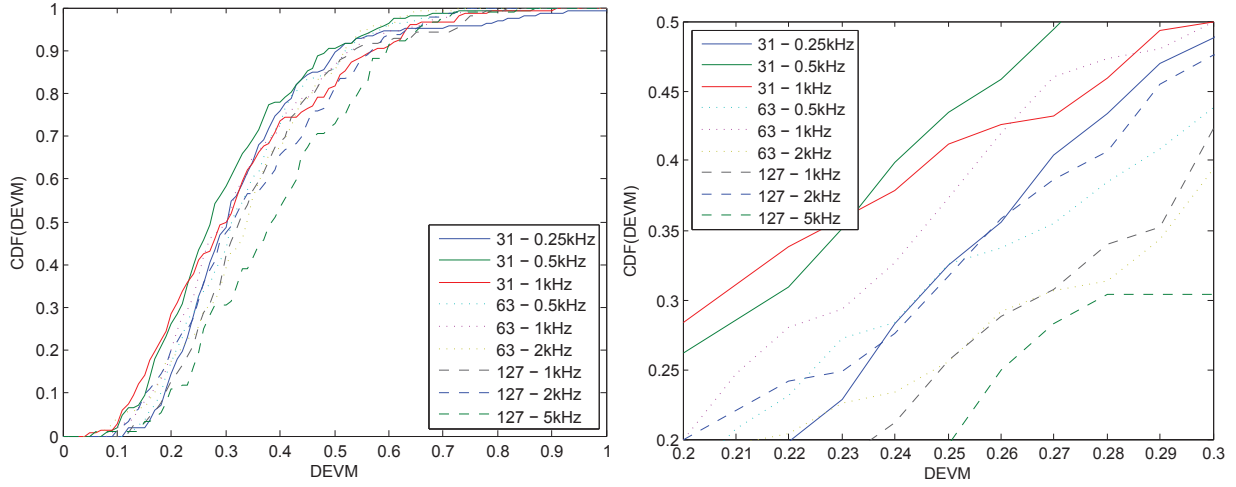 1
0.9
0.8
0.7
0.6
0.5
0.4
0.3
0.2
0.1
0
CDF(DEVM)
0 0.1 0.2 0.3 0.4 0.5 0.6 0.7 0.8 0.9 1
DEVM
31 − 0.25kHz
31 − 0.5kHz
31 − 1kHz
63 − 0.5kHz
63 − 1kHz
63 − 2kHz
127 − 1kHz
127 − 2kHz
127 − 5kHz
0.5
0.45
0.4
0.35
0.3
0.25
0.2
CDF(DEVM)
31 − 0.25kHz
31 − 0.5kHz
31 − 1kHz
63 − 0.5kHz
63 − 1kHz
63 − 2kHz
127 − 1kHz
127 − 2kHz
127 − 5kHz
0.2 0.21 0.22 0.23 0.24 0.25 0.26 0.27 0.28 0.29 0.3
DEVM